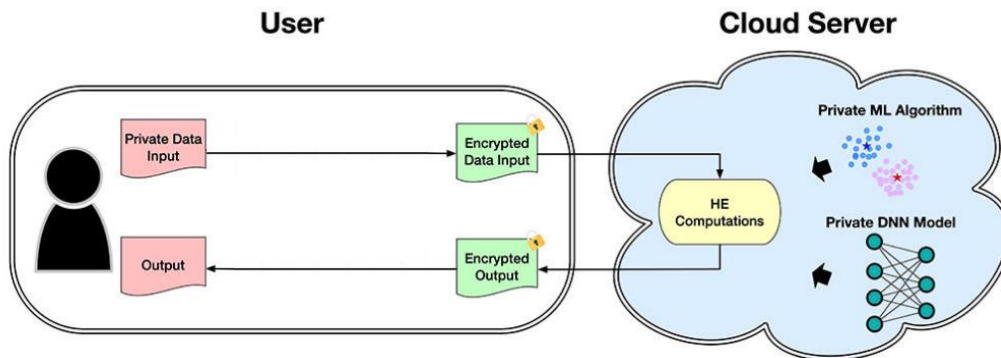 User
Cloud Server
Private Data
Input
Encrypted
Data Input
Private ML Algorithm
HE
Computations
Private DNN Model
Output
Encrypted
Output